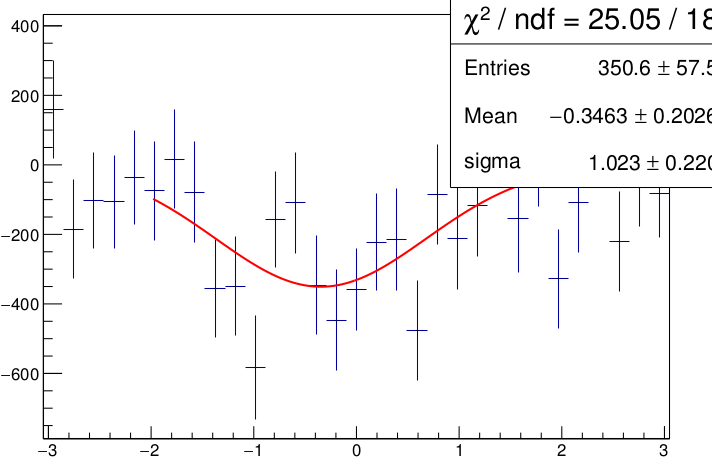 χ² / ndf = 25.05 / 18
Entries 350.6 ± 57.5
Mean −0.3463 ± 0.2026
sigma 1.023 ± 0.220
400
200
0
−200
−400
−600
−3 −2 −1 0 1 2 3